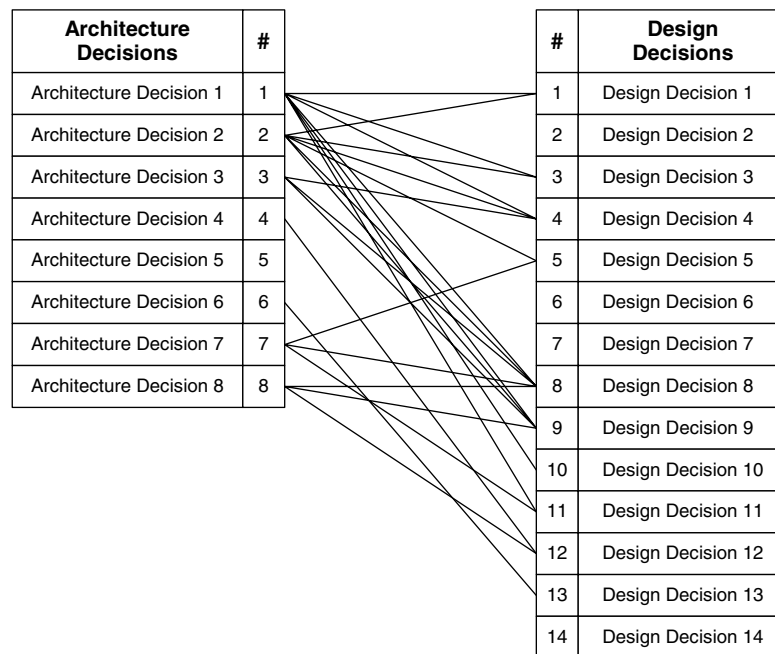 Architecture
Decisions
#
Architecture Decision 1 1
Architecture Decision 2 2
Architecture Decision 3 3
Architecture Decision 4 4
Architecture Decision 5 5
Architecture Decision 6 6
Architecture Decision 7 7
Architecture Decision 8 8
#
Design
Decisions
1 Design Decision 1
2 Design Decision 2
3 Design Decision 3
4 Design Decision 4
5 Design Decision 5
6 Design Decision 6
7 Design Decision 7
8 Design Decision 8
9 Design Decision 9
10 Design Decision 10
11 Design Decision 11
12 Design Decision 12
13 Design Decision 13
14 Design Decision 14